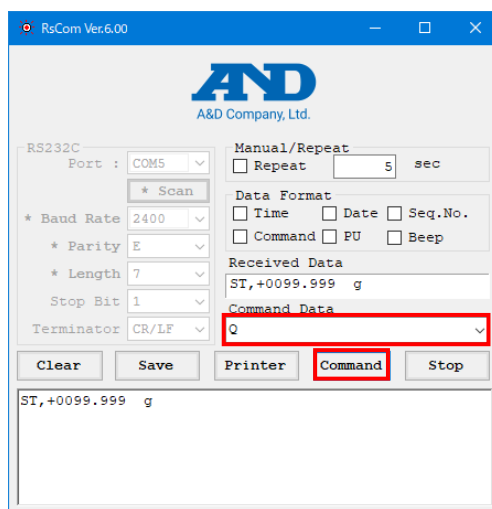 RsCom Ver.6.00
AND
A&D Company, Ltd.
RS232C
Port : COM5
* Scan
* Baud Rate 2400
* Parity E
* Length 7
Stop Bit 1
Terminator CR/LF
Manual/Repeat
Repeat 5 sec
Data Format
Time Date Seq.No.
Command PU Beep
Received Data
ST,+0099.999 g
Command Data
Q
Clear Save Printer Command Stop
ST,+0099.999 g